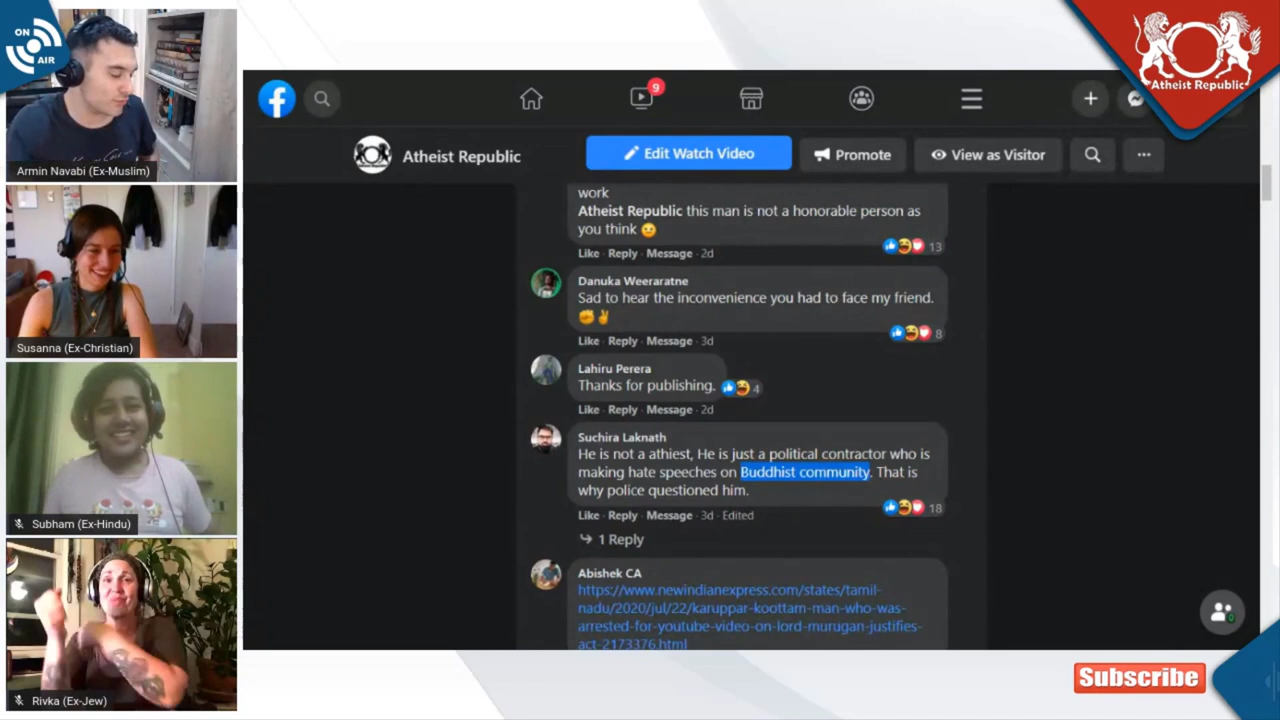 ON
AIR
Armin Navabi (Ex-Muslim)
Susanna (Ex-Christian)
Subham (Ex-Hindu)
Rivka (Ex-Jew)
9
Atheist Republic
Atheist Republic
Edit Watch Video
Promote
View as Visitor
work
Atheist Republic this man is not a honorable person as
you think
13
Like · Reply · Message · 2d
Danuka Weeraratne
Sad to hear the inconvenience you had to face my friend.
8
Like · Reply · Message · 3d
Lahiru Perera
Thanks for publishing.
4
Like · Reply · Message · 2d
Suchira Laknath
He is not a athiest, He is just a political contractor who is
making hate speeches on Buddhist community. That is
why police questioned him.
18
Like · Reply · Message · 3d · Edited
1 Reply
Abishek CA
https://www.newindianexpress.com/states/tamil-
nadu/2020/jul/22/karuppar-koottam-man-who-was-
arrested-for-youtube-video-on-lord-murugan-justifies-
act-2173376.html
0
Subscribe